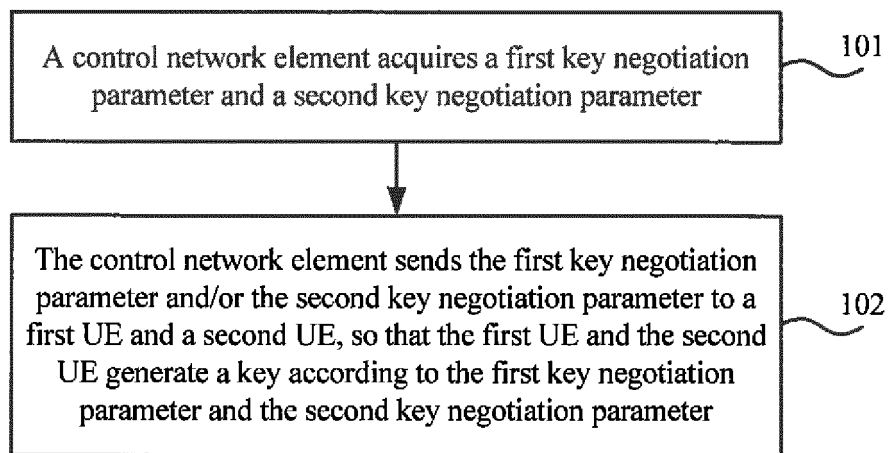 A control network element acquires a first key negotiation
parameter and a second key negotiation parameter
101
The control network element sends the first key negotiation
parameter and/or the second key negotiation parameter to a
first UE and a second UE, so that the first UE and the second
UE generate a key according to the first key negotiation
parameter and the second key negotiation parameter
102